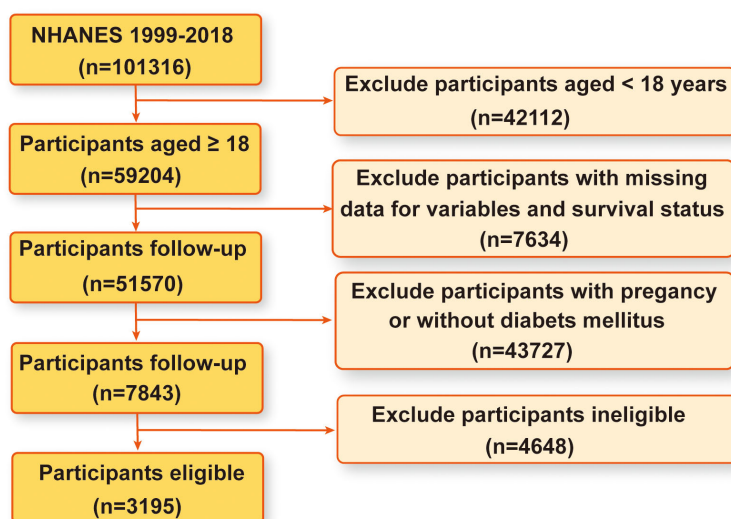 NHANES 1999-2018
(n=101316)
Exclude participants aged < 18 years
(n=42112)
Participants aged ≥ 18
(n=59204)
Exclude participants with missing
data for variables and survival status
(n=7634)
Participants follow-up
(n=51570)
Exclude participants with pregancy
or without diabets mellitus
(n=43727)
Participants follow-up
(n=7843)
Exclude participants ineligible
(n=4648)
Participants eligible
(n=3195)